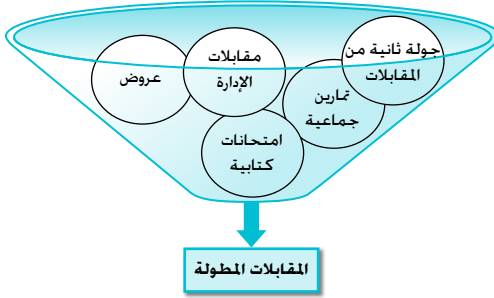 جولة ثانية من
المقابلات
تمارين
جماعية
مقابلات
الإدارة
امتحانات
كتابية
عروض
المقابلات المطولة